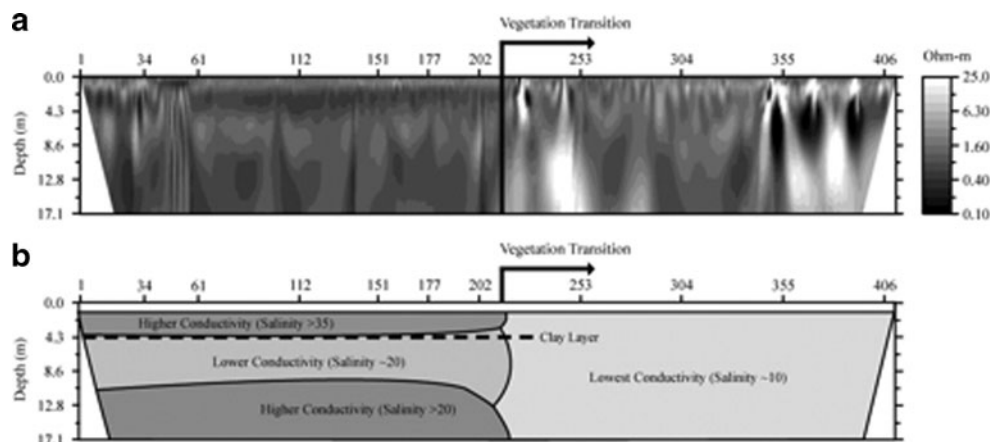 a
Vegetation Transition
1 34 61 112 151 177 202 253 304 355 406
Ohm-m
0.0
4.3
8.6
12.8
17.1
Depth (m)
25.0
6.30
1.60
0.40
0.10
b
Vegetation Transition
1 34 61 112 151 177 202 253 304 355 406
0.0
4.3
8.6
12.8
17.1
Depth (m)
Higher Conductivity (Salinity >35)
Clay Layer
Lower Conductivity (Salinity ~20)
Lowest Conductivity (Salinity ~10)
Higher Conductivity (Salinity >20)